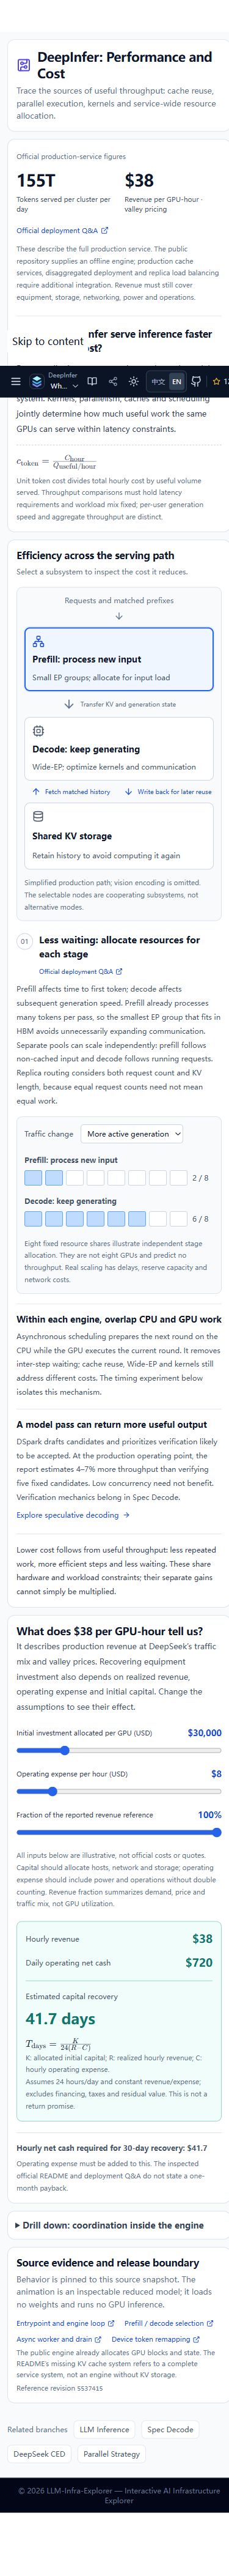 DeepInfer: Performance and
Cost
Trace the sources of useful throughput: cache reuse,
parallel execution, kernels and service-wide resource
allocation.
Official production-service figures
155T
Tokens served per cluster per
day
$38
Revenue per GPU-hour ·
valley pricing
Official deployment Q&A
These describe the full production service. The public
repository supplies an offline engine; production cache
services, disaggregated deployment and replica load balancing
require additional integration. Revenue must still cover
equipment, storage, networking, power and operations.
Skip to content
nfer serve inference faster
st?
DeepInfer
Wh...
中文
EN
jointly determine how much useful work the same
GPUs can serve within latency constraints.
c_token = C_hour / Q_useful/hour
Unit token cost divides total hourly cost by useful volume
served. Throughput comparisons must hold latency
requirements and workload mix fixed; per-user generation
speed and aggregate throughput are distinct.
Efficiency across the serving path
Select a subsystem to inspect the cost it reduces.
Requests and matched prefixes
Prefill: process new input
Small EP groups; allocate for input load
Transfer KV and generation state
Decode: keep generating
Wide-EP; optimize kernels and communication
Fetch matched history
Write back for later reuse
Shared KV storage
Retain history to avoid computing it again
Simplified production path; vision encoding is omitted.
The selectable nodes are cooperating subsystems, not
alternative modes.
01
Less waiting: allocate resources for
each stage
Official deployment Q&A
Prefill affects time to first token; decode affects
subsequent generation speed. Prefill already processes
many tokens per pass, so the smallest EP group that fits in
HBM avoids unnecessarily expanding communication.
Separate pools can scale independently: prefill follows
non-cached input and decode follows running requests.
Replica routing considers both request count and KV
length, because equal request counts need not mean
equal work.
Traffic change
More active generation
Prefill: process new input
2 / 8
Decode: keep generating
6 / 8
Eight fixed resource shares illustrate independent stage
allocation. They are not eight GPUs and predict no
throughput. Real scaling has delays, reserve capacity and
network costs.
Within each engine, overlap CPU and GPU work
Asynchronous scheduling prepares the next round on the
CPU while the GPU executes the current round. It removes
inter-step waiting; cache reuse, Wide-EP and kernels still
address different costs. The timing experiment below
isolates this mechanism.
A model pass can return more useful output
DSpark drafts candidates and prioritizes verification likely
to be accepted. At the production operating point, the
report estimates 4–7% more throughput than verifying
five fixed candidates. Low concurrency need not benefit.
Verification mechanics belong in Spec Decode.
Explore speculative decoding →
Lower cost follows from useful throughput: less repeated
work, more efficient steps and less waiting. These share
hardware and workload constraints; their separate gains
cannot simply be multiplied.
What does $38 per GPU-hour tell us?
It describes production revenue at DeepSeek's traffic
mix and valley prices. Recovering equipment
investment also depends on realized revenue,
operating expense and initial capital. Change the
assumptions to see their effect.
Initial investment allocated per GPU (USD)
$30,000
Operating expense per hour (USD)
$8
Fraction of the reported revenue reference
100%
All inputs below are illustrative, not official costs or quotes.
Capital should allocate hosts, network and storage; operating
expense should include power and operations without double
counting. Revenue fraction summarizes demand, price and
traffic mix, not GPU utilization.
Hourly revenue
$38
Daily operating net cash
$720
Estimated capital recovery
41.7 days
T_days = K / 24(R−C)
K: allocated initial capital; R: realized hourly revenue; C:
hourly operating expense.
Assumes 24 hours/day and constant revenue/expense;
excludes financing, taxes and residual value. This is not a
return promise.
Hourly net cash required for 30-day recovery: $41.7
Operating expense must be added to this. The inspected
official README and deployment Q&A do not state a one-
month payback.
▶ Drill down: coordination inside the engine
Source evidence and release boundary
Behavior is pinned to this source snapshot. The
animation is an inspectable reduced model; it loads
no weights and runs no GPU inference.
Entrypoint and engine loop
Prefill / decode selection
Async worker and drain
Device token remapping
The public engine already allocates GPU blocks and state. The
README's missing KV cache system refers to a complete
service system, not an engine without KV storage.
Reference revision 5537415
Related branches
LLM Inference
Spec Decode
DeepSeek CED
Parallel Strategy
© 2026 LLM-Infra-Explorer — Interactive AI Infrastructure
Explorer